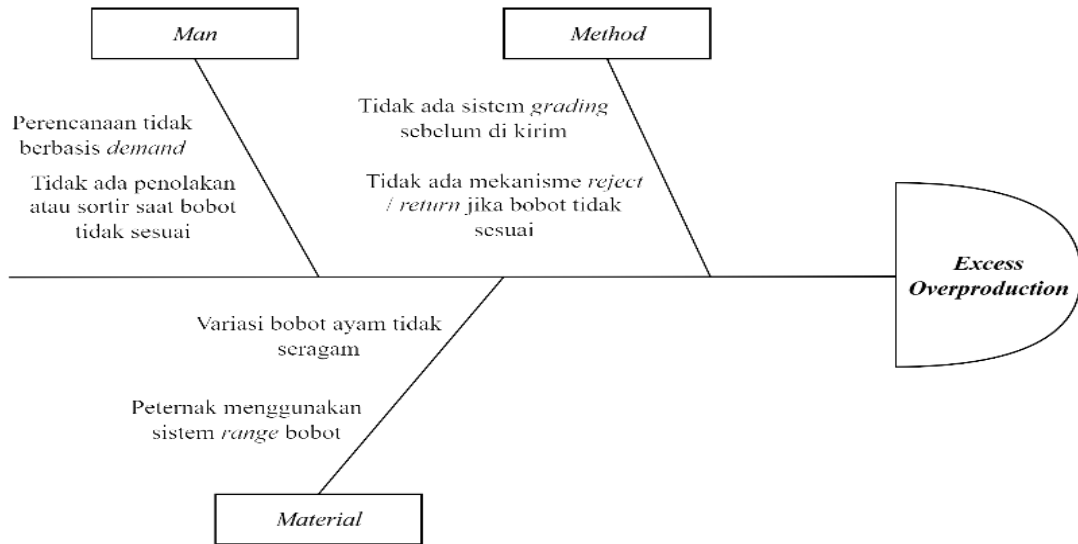 Man
Method
Perencanaan tidak
berbasis demand
Tidak ada penolakan
atau sortir saat bobot
tidak sesuai
Tidak ada sistem grading
sebelum di kirim
Tidak ada mekanisme reject
/ return jika bobot tidak
sesuai
Excess
Overproduction
Variasi bobot ayam tidak
seragam
Peternak menggunakan
sistem range bobot
Material